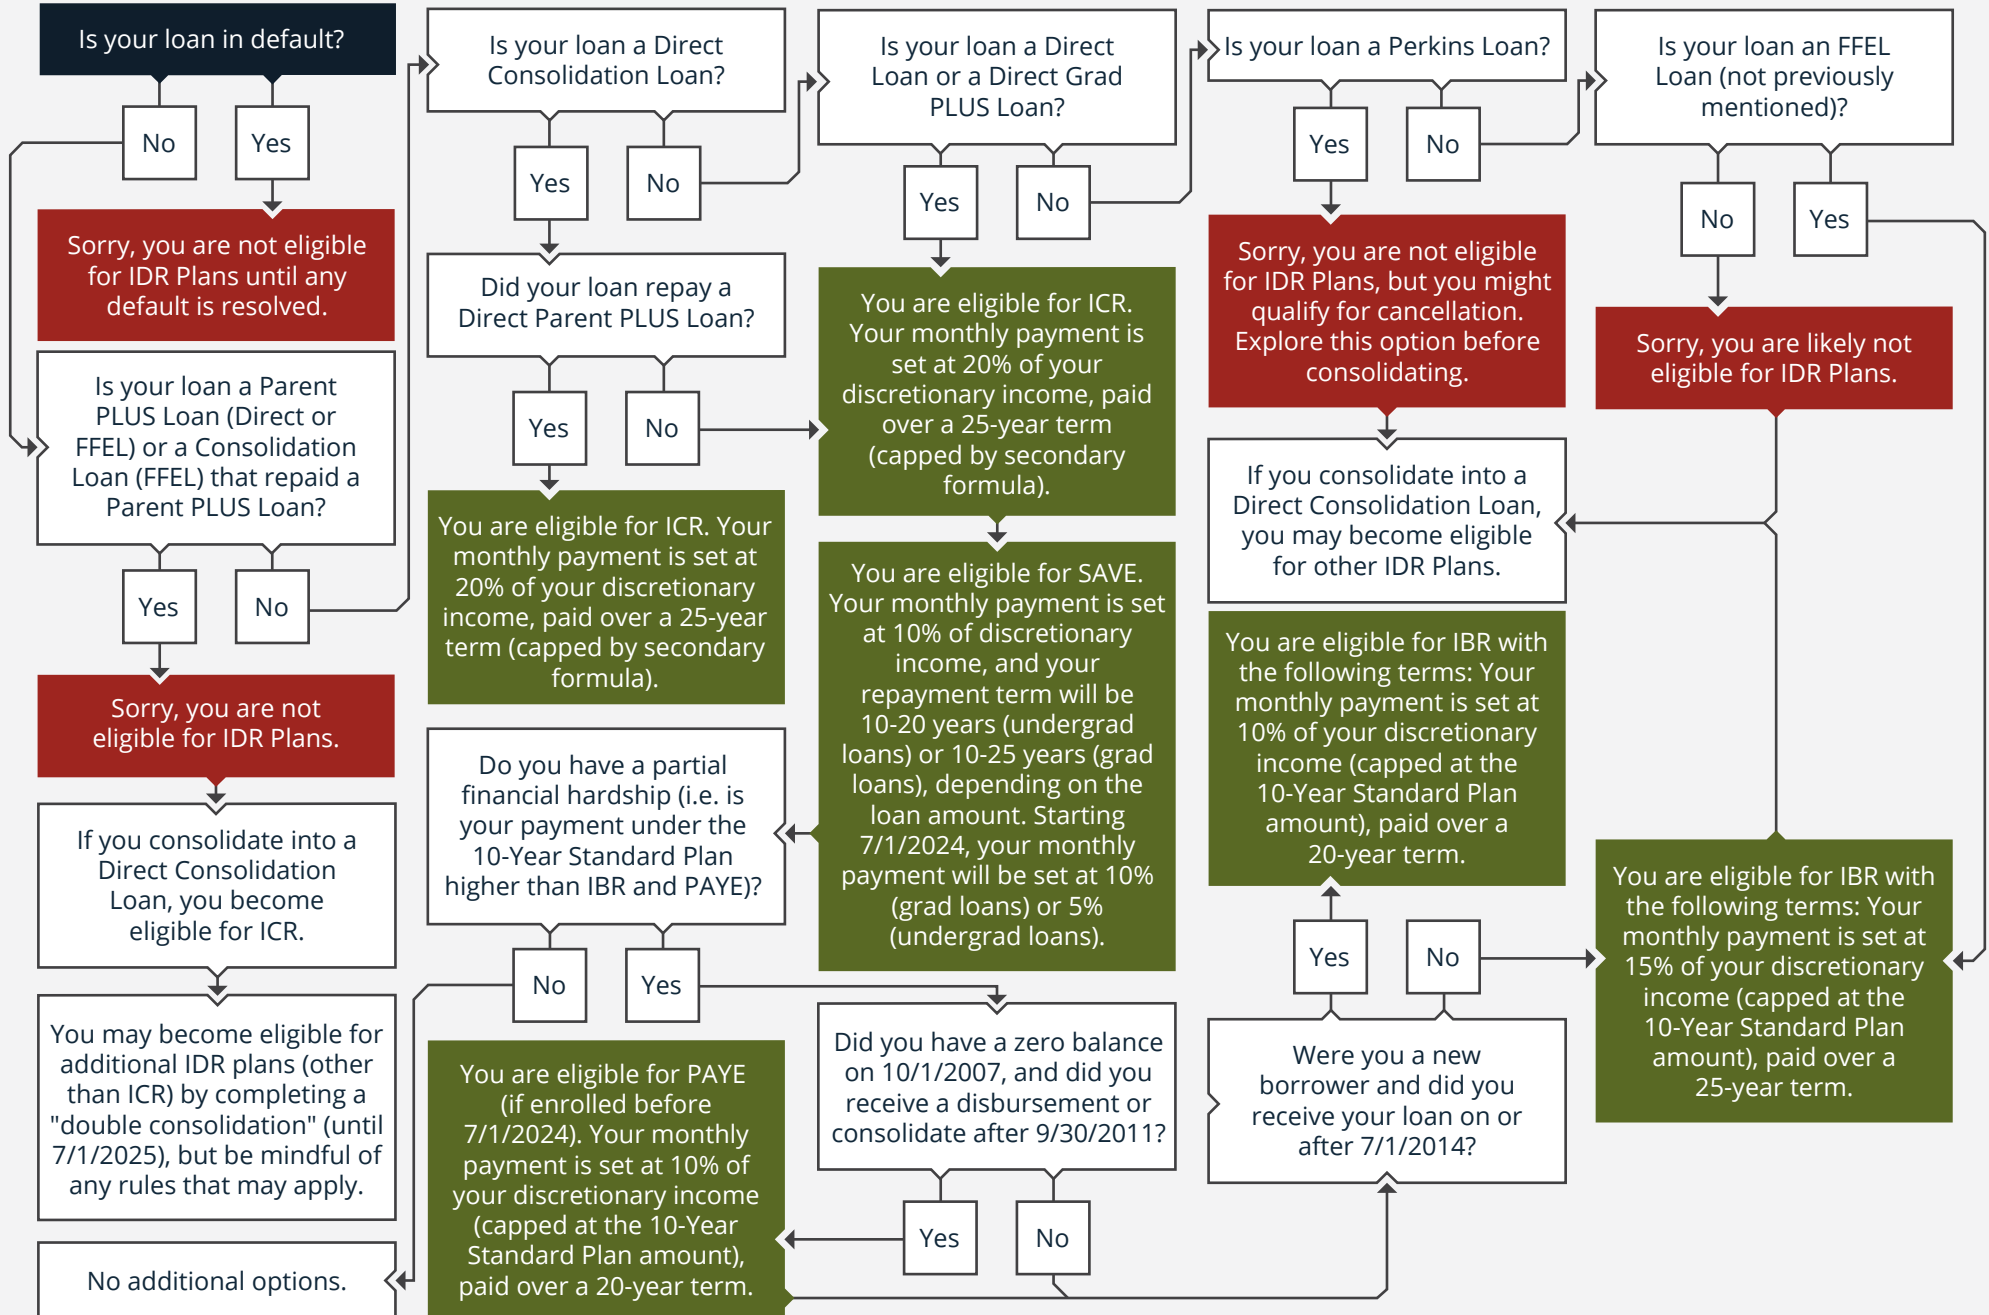 Is your loan in default?
No
Yes
Sorry, you are not eligible
for IDR Plans until any
default is resolved.
Is your loan a Parent
PLUS Loan (Direct or
FFEL) or a Consolidation
Loan (FFEL) that repaid a
Parent PLUS Loan?
Yes
No
Sorry, you are not
eligible for IDR Plans.
If you consolidate into a
Direct Consolidation
Loan, you become
eligible for ICR.
You may become eligible for
additional IDR plans (other
than ICR) by completing a
"double consolidation" (until
7/1/2025), but be mindful of
any rules that may apply.
No additional options.
Is your loan a Direct
Consolidation Loan?
Yes
No
Did your loan repay a
Direct Parent PLUS Loan?
Yes
No
You are eligible for ICR. Your
monthly payment is set at
20% of your discretionary
income, paid over a 25-year
term (capped by secondary
formula).
Do you have a partial
financial hardship (i.e. is
your payment under the
10-Year Standard Plan
higher than IBR and PAYE)?
No
Yes
You are eligible for PAYE
(if enrolled before
7/1/2024). Your monthly
payment is set at 10% of
your discretionary income
(capped at the 10-Year
Standard Plan amount),
paid over a 20-year term.
Is your loan a Direct
Loan or a Direct Grad
PLUS Loan?
Yes
No
You are eligible for ICR.
Your monthly payment is
set at 20% of your
discretionary income, paid
over a 25-year term
(capped by secondary
formula).
You are eligible for SAVE.
Your monthly payment is set
at 10% of discretionary
income, and your
repayment term will be
10-20 years (undergrad
loans) or 10-25 years (grad
loans), depending on the
loan amount. Starting
7/1/2024, your monthly
payment will be set at 10%
(grad loans) or 5%
(undergrad loans).
Did you have a zero balance
on 10/1/2007, and did you
receive a disbursement or
consolidate after 9/30/2011?
Yes
No
Is your loan a Perkins Loan?
Yes
No
Sorry, you are not eligible
for IDR Plans, but you might
qualify for cancellation.
Explore this option before
consolidating.
If you consolidate into a
Direct Consolidation Loan,
you may become eligible
for other IDR Plans.
You are eligible for IBR with
the following terms: Your
monthly payment is set at
10% of your discretionary
income (capped at the
10-Year Standard Plan
amount), paid over a
20-year term.
Yes
No
Were you a new
borrower and did you
receive your loan on or
after 7/1/2014?
Is your loan an FFEL
Loan (not previously
mentioned)?
No
Yes
Sorry, you are likely not
eligible for IDR Plans.
You are eligible for IBR with
the following terms: Your
monthly payment is set at
15% of your discretionary
income (capped at the
10-Year Standard Plan
amount), paid over a
25-year term.